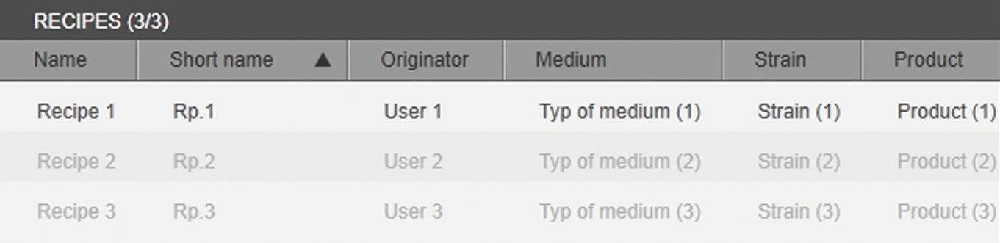 RECIPES (3/3)
Name Short name ▲ Originator Medium Strain Product
Recipe 1 Rp.1 User 1 Typ of medium (1) Strain (1) Product (1)
Recipe 2 Rp.2 User 2 Typ of medium (2) Strain (2) Product (2)
Recipe 3 Rp.3 User 3 Typ of medium (3) Strain (3) Product (3)